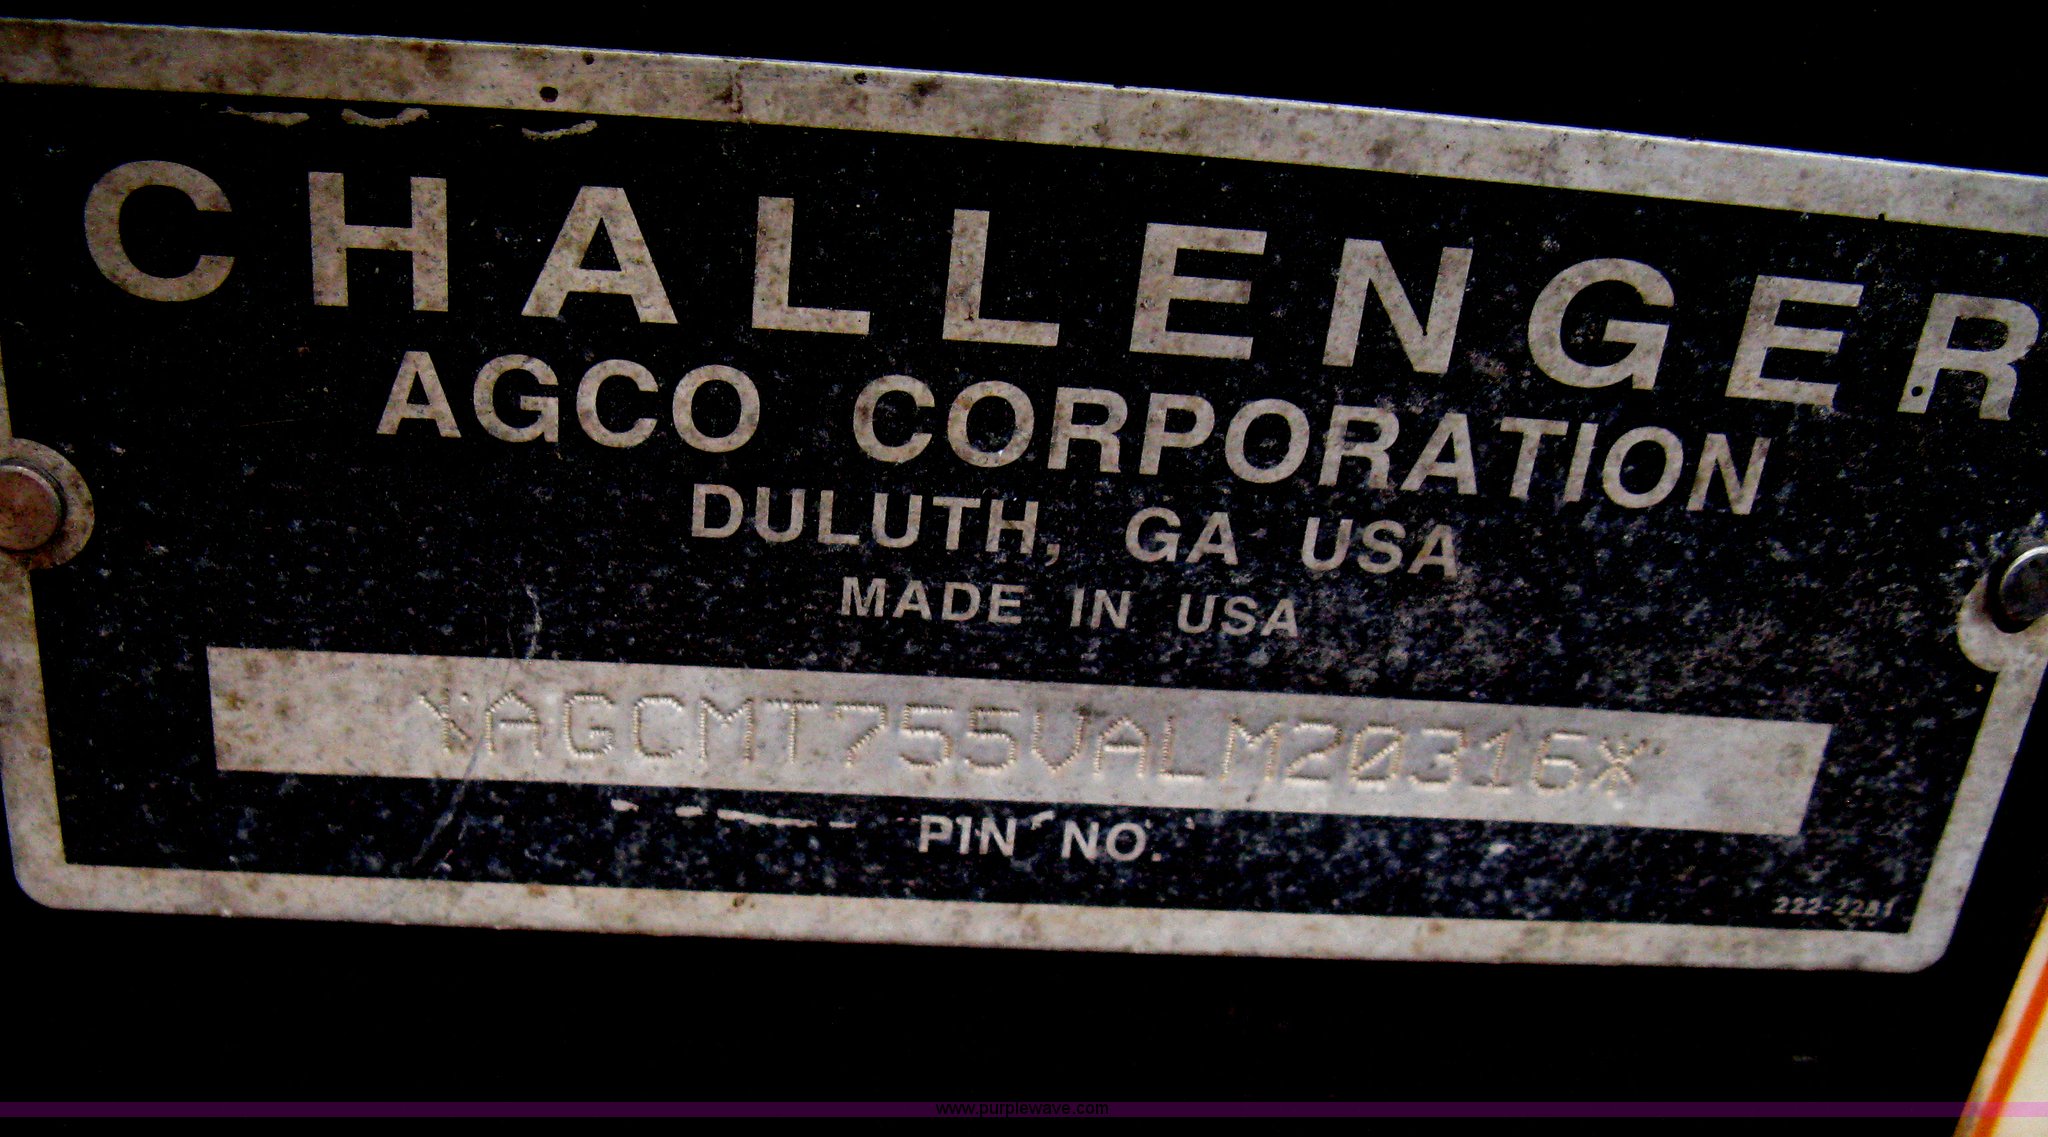 CHALLENGER
AGCO CORPORATION
DULUTH, GA USA
MADE IN USA
*AGCMT755VALM20316*
PIN NO.
222-2281
www.purplewave.com